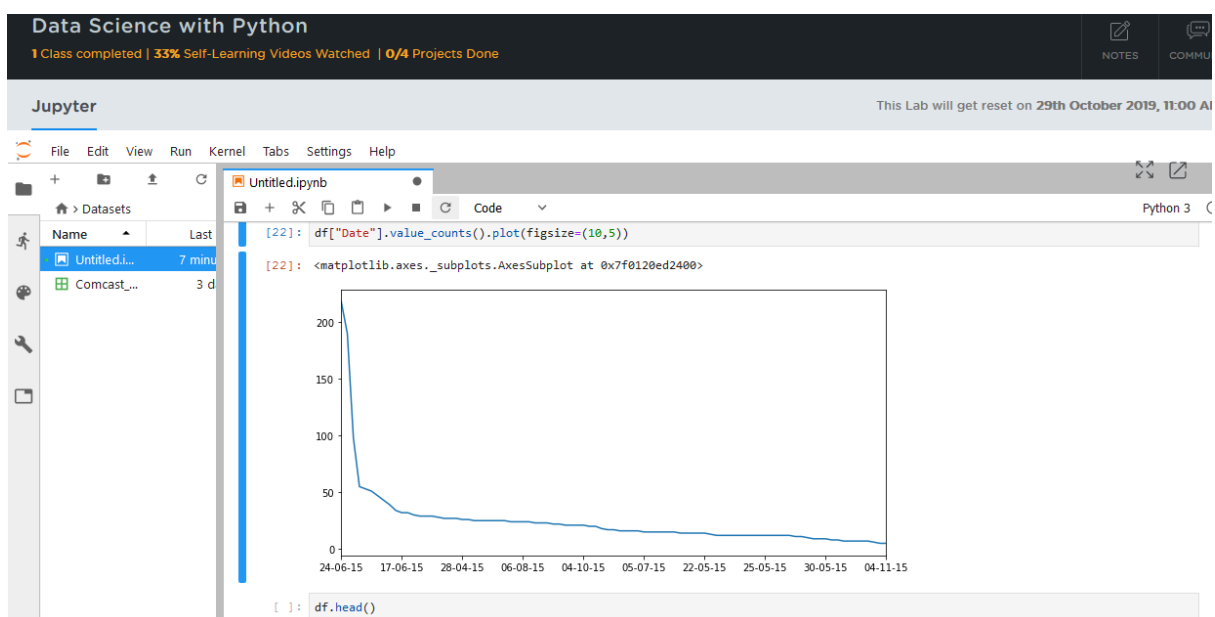 Data Science with Python
1 Class completed | 33% Self-Learning Videos Watched | 0/4 Projects Done
NOTES
COMMU
Jupyter
This Lab will get reset on 29th October 2019, 11:00 A
File Edit View Run Kernel Tabs Settings Help
Untitled.ipynb
Datasets
Code
Python 3
Name
Last
Untitled.i...
7 minu
Comcast_...
3 d
[22]: df["Date"].value_counts().plot(figsize=(10,5))
[22]: <matplotlib.axes._subplots.AxesSubplot at 0x7f0120ed2400>
200
150
100
50
0
24-06-15 17-06-15 28-04-15 06-08-15 04-10-15 05-07-15 22-05-15 25-05-15 30-05-15 04-11-15
[ ]: df.head()